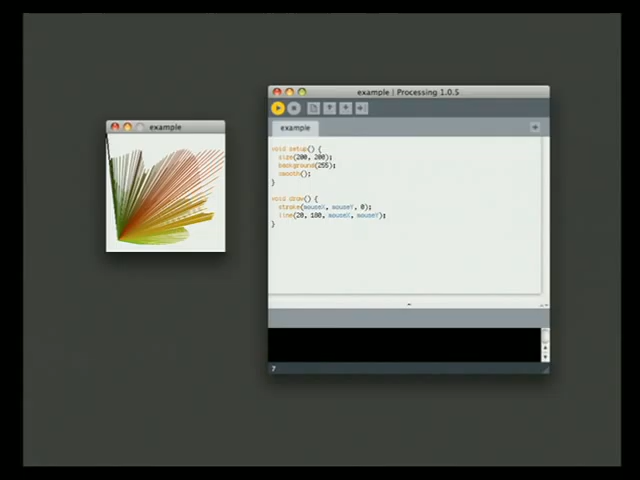 example | Processing 1.0.5
example
example
void setup() {
size(200, 200);
background(255);
smooth();
}
void draw() {
stroke(mouseX, mouseY, 0);
line(20, 180, mouseX, mouseY);
}
7